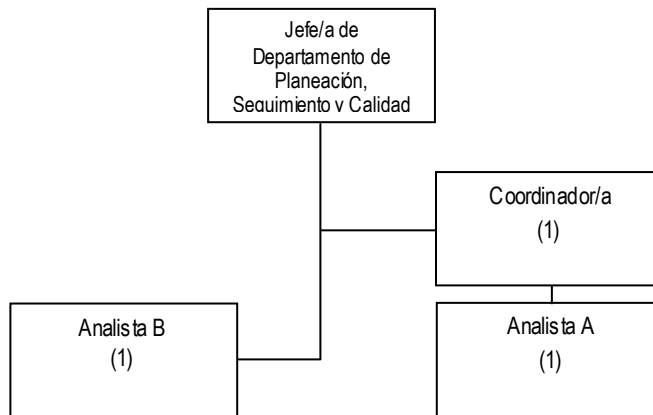 Jefe/a de
Departamento de
Planeación,
Seguimiento y Calidad
Coordinador/a
(1)
Analista B
(1)
Analista A
(1)